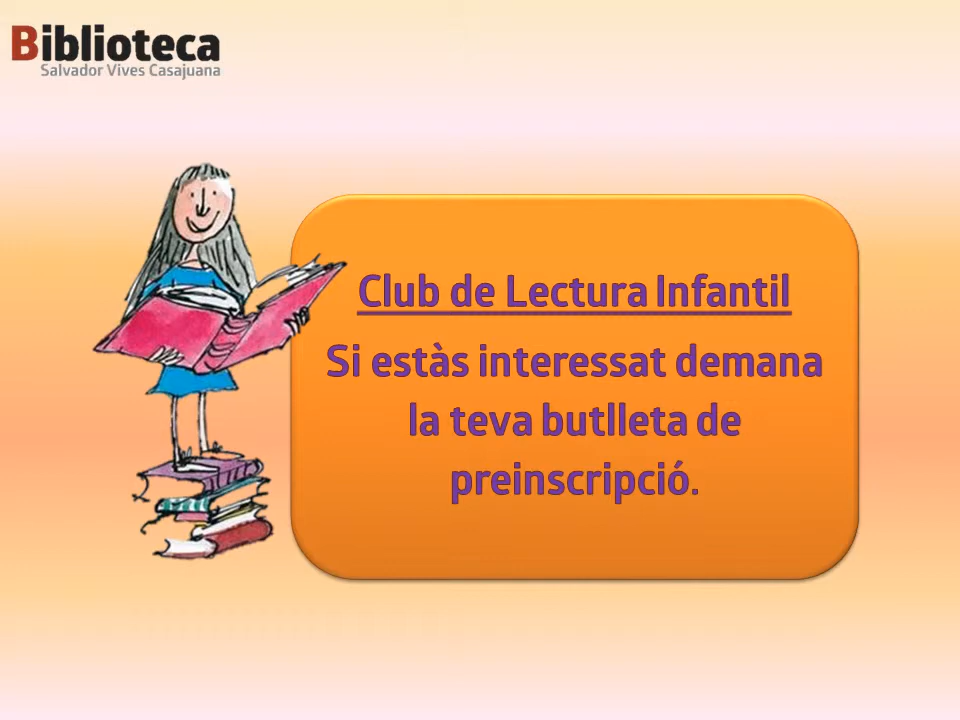 Biblioteca
Salvador Vives Casajuana
Club de Lectura Infantil
Si estàs interessat demana
la teva butlleta de
preinscripció.